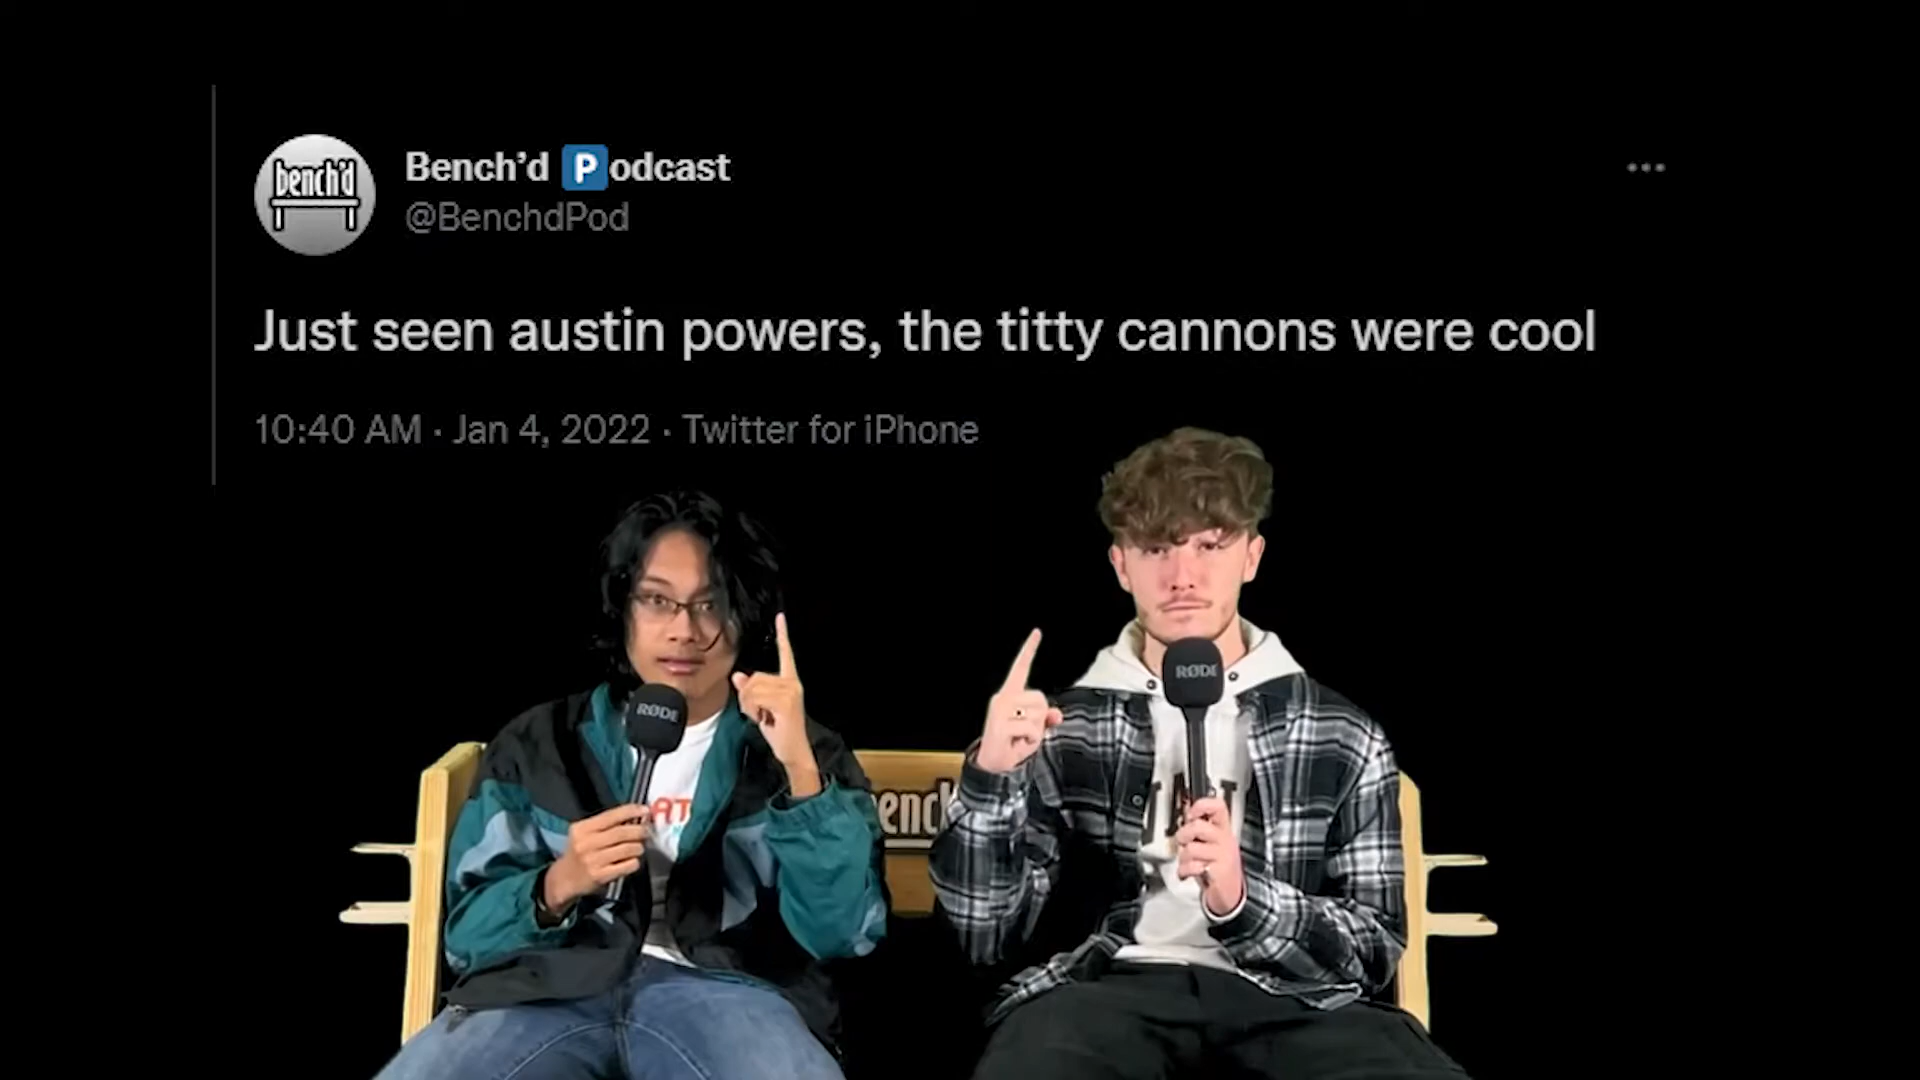 bench'd
Bench’d 🅿odcast
@BenchdPod
Just seen austin powers, the titty cannons were cool
10:40 AM · Jan 4, 2022 · Twitter for iPhone
RØDE
RØDE